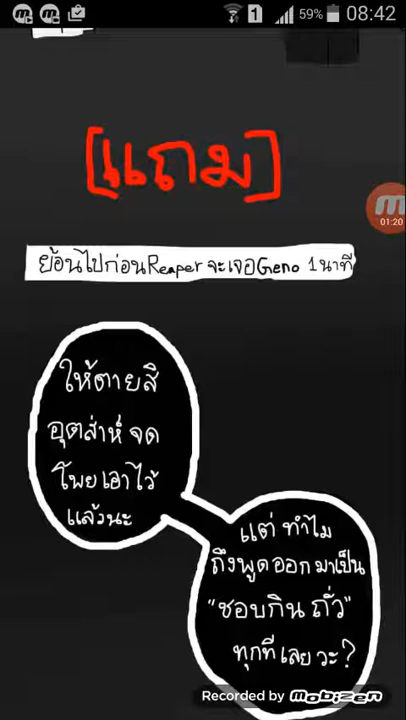 59%
08:42
1
[แถม]
01:20
ย้อนไปก่อนReaperจะเจอGeno 1นาที
ให้ตายสิ
อุตส่าห์ จด
โพยเอาไว้
แล้วนะ
แต่ ทำไม
ถึงพูดออกมาเป็น
"ชอบกิน ถั่ว"
ทุกทีเลยวะ?
Recorded by MOBIZEN